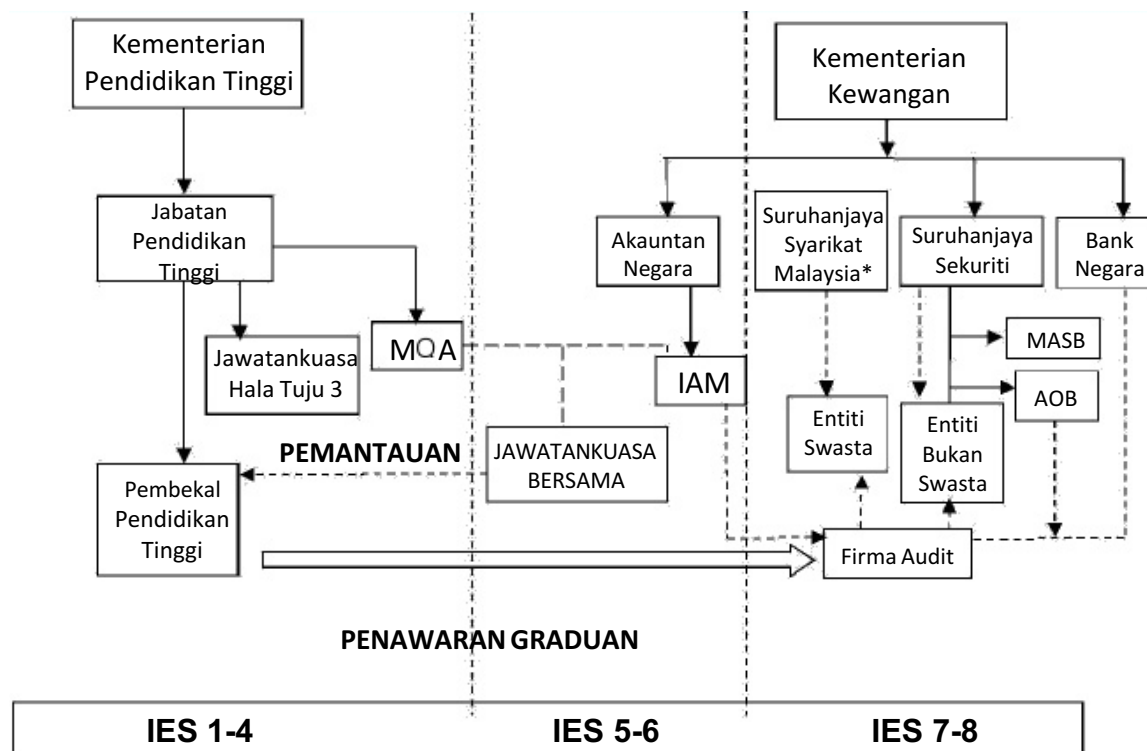 Kementerian
Pendidikan Tinggi
Kementerian
Kewangan
Jabatan
Pendidikan
Tinggi
Akauntan
Negara
Suruhanjaya
Syarikat
Malaysia*
Suruhanjaya
Sekuriti
Bank
Negara
MQA
Jawatankuasa
Hala Tuju 3
IAM
MASB
AOB
Entiti
Swasta
Entiti
Bukan
Swasta
PEMANTAUAN
JAWATANKUASA
BERSAMA
Pembekal
Pendidikan
Tinggi
Firma Audit
PENAWARAN GRADUAN
IES 1-4
IES 5-6
IES 7-8